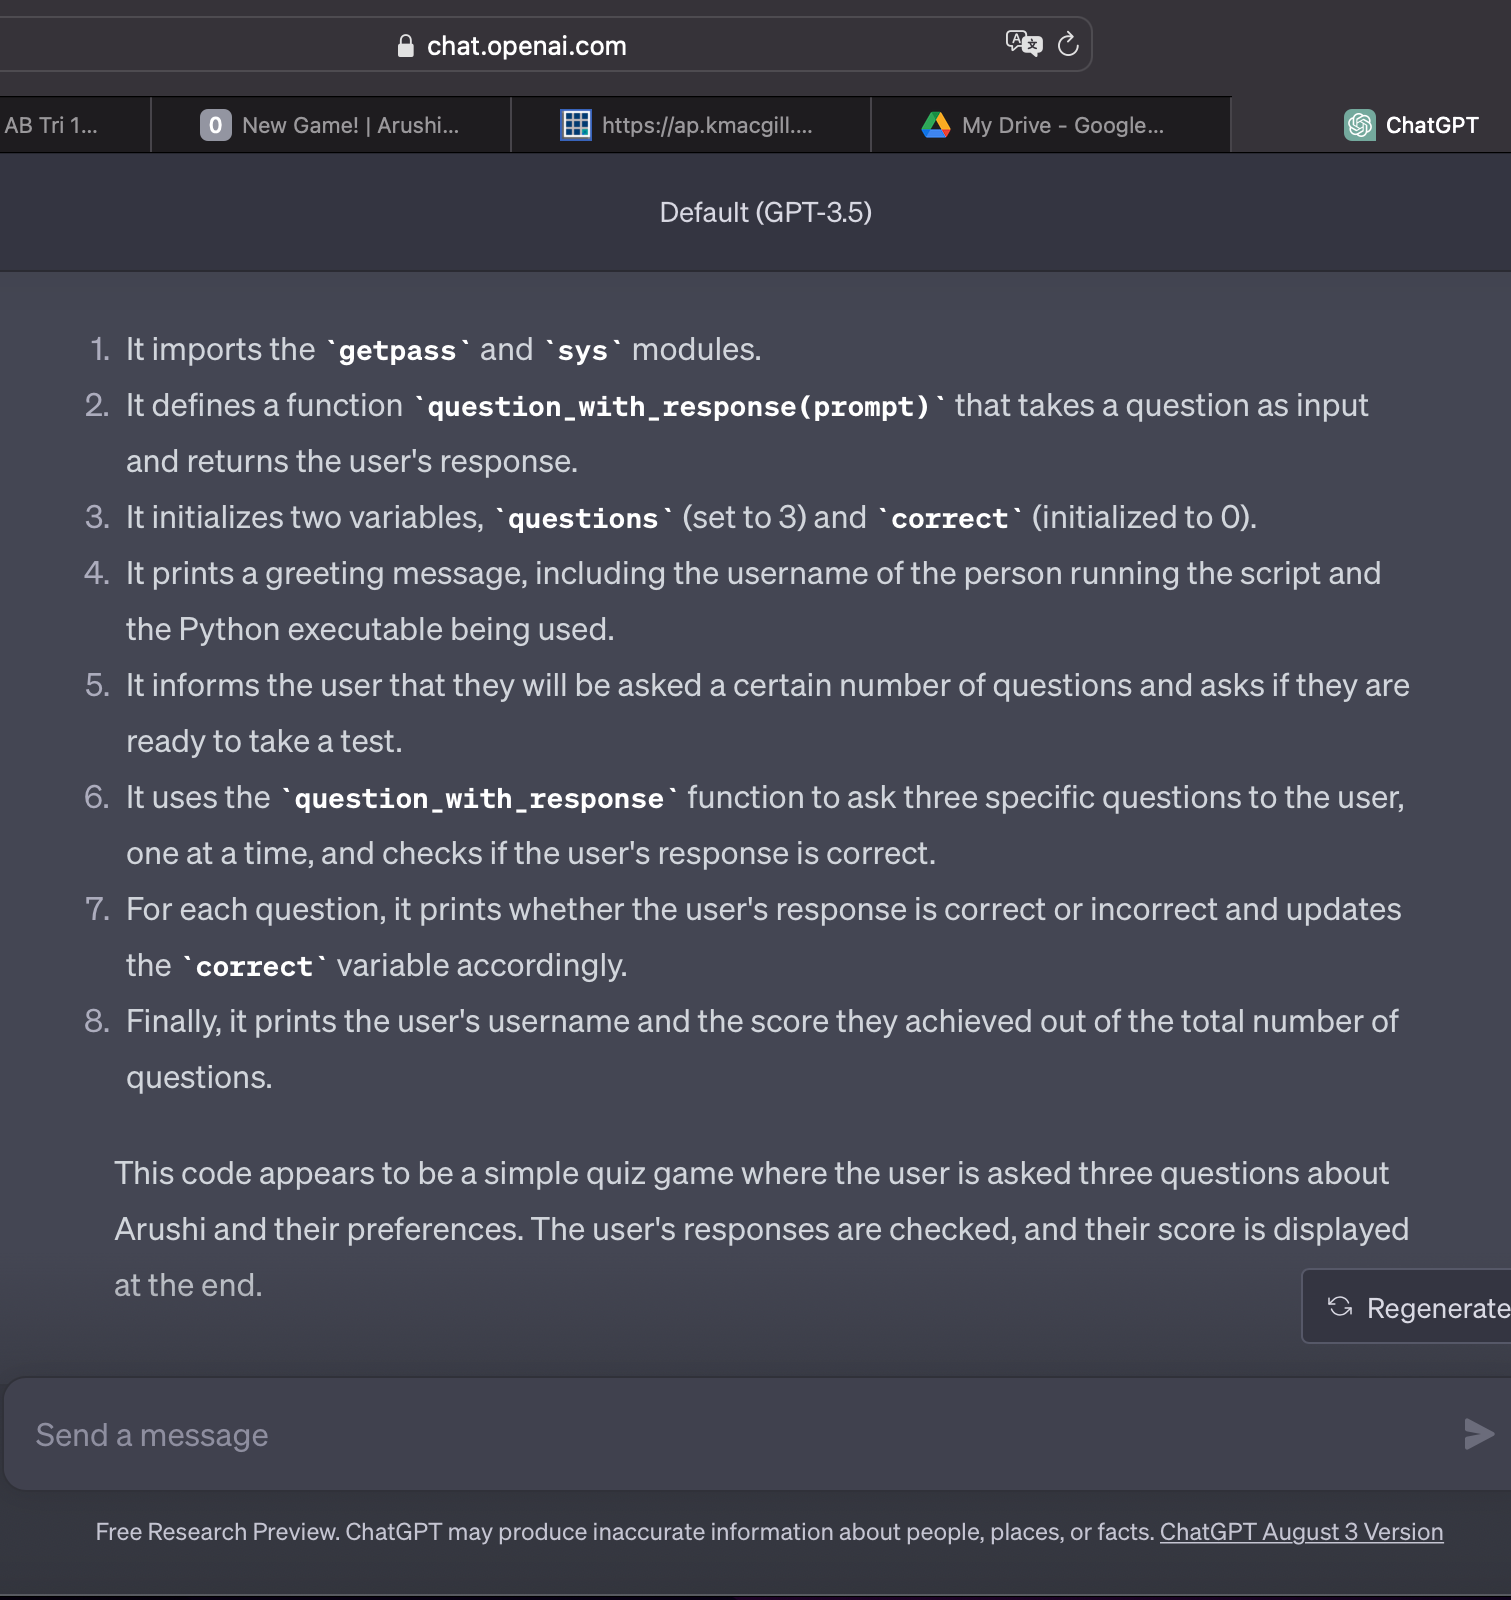 chat.openai.com
AB Tri 1...
0 New Game! | Arushi...
https://ap.kmacgill....
My Drive - Google...
ChatGPT
Default (GPT-3.5)
1. It imports the `getpass` and `sys` modules.
2. It defines a function `question_with_response(prompt)` that takes a question as input
and returns the user's response.
3. It initializes two variables, `questions` (set to 3) and `correct` (initialized to 0).
4. It prints a greeting message, including the username of the person running the script and
the Python executable being used.
5. It informs the user that they will be asked a certain number of questions and asks if they are
ready to take a test.
6. It uses the `question_with_response` function to ask three specific questions to the user,
one at a time, and checks if the user's response is correct.
7. For each question, it prints whether the user's response is correct or incorrect and updates
the `correct` variable accordingly.
8. Finally, it prints the user's username and the score they achieved out of the total number of
questions.
This code appears to be a simple quiz game where the user is asked three questions about
Arushi and their preferences. The user's responses are checked, and their score is displayed
at the end.
Regenerate
Send a message
Free Research Preview. ChatGPT may produce inaccurate information about people, places, or facts. ChatGPT August 3 Version